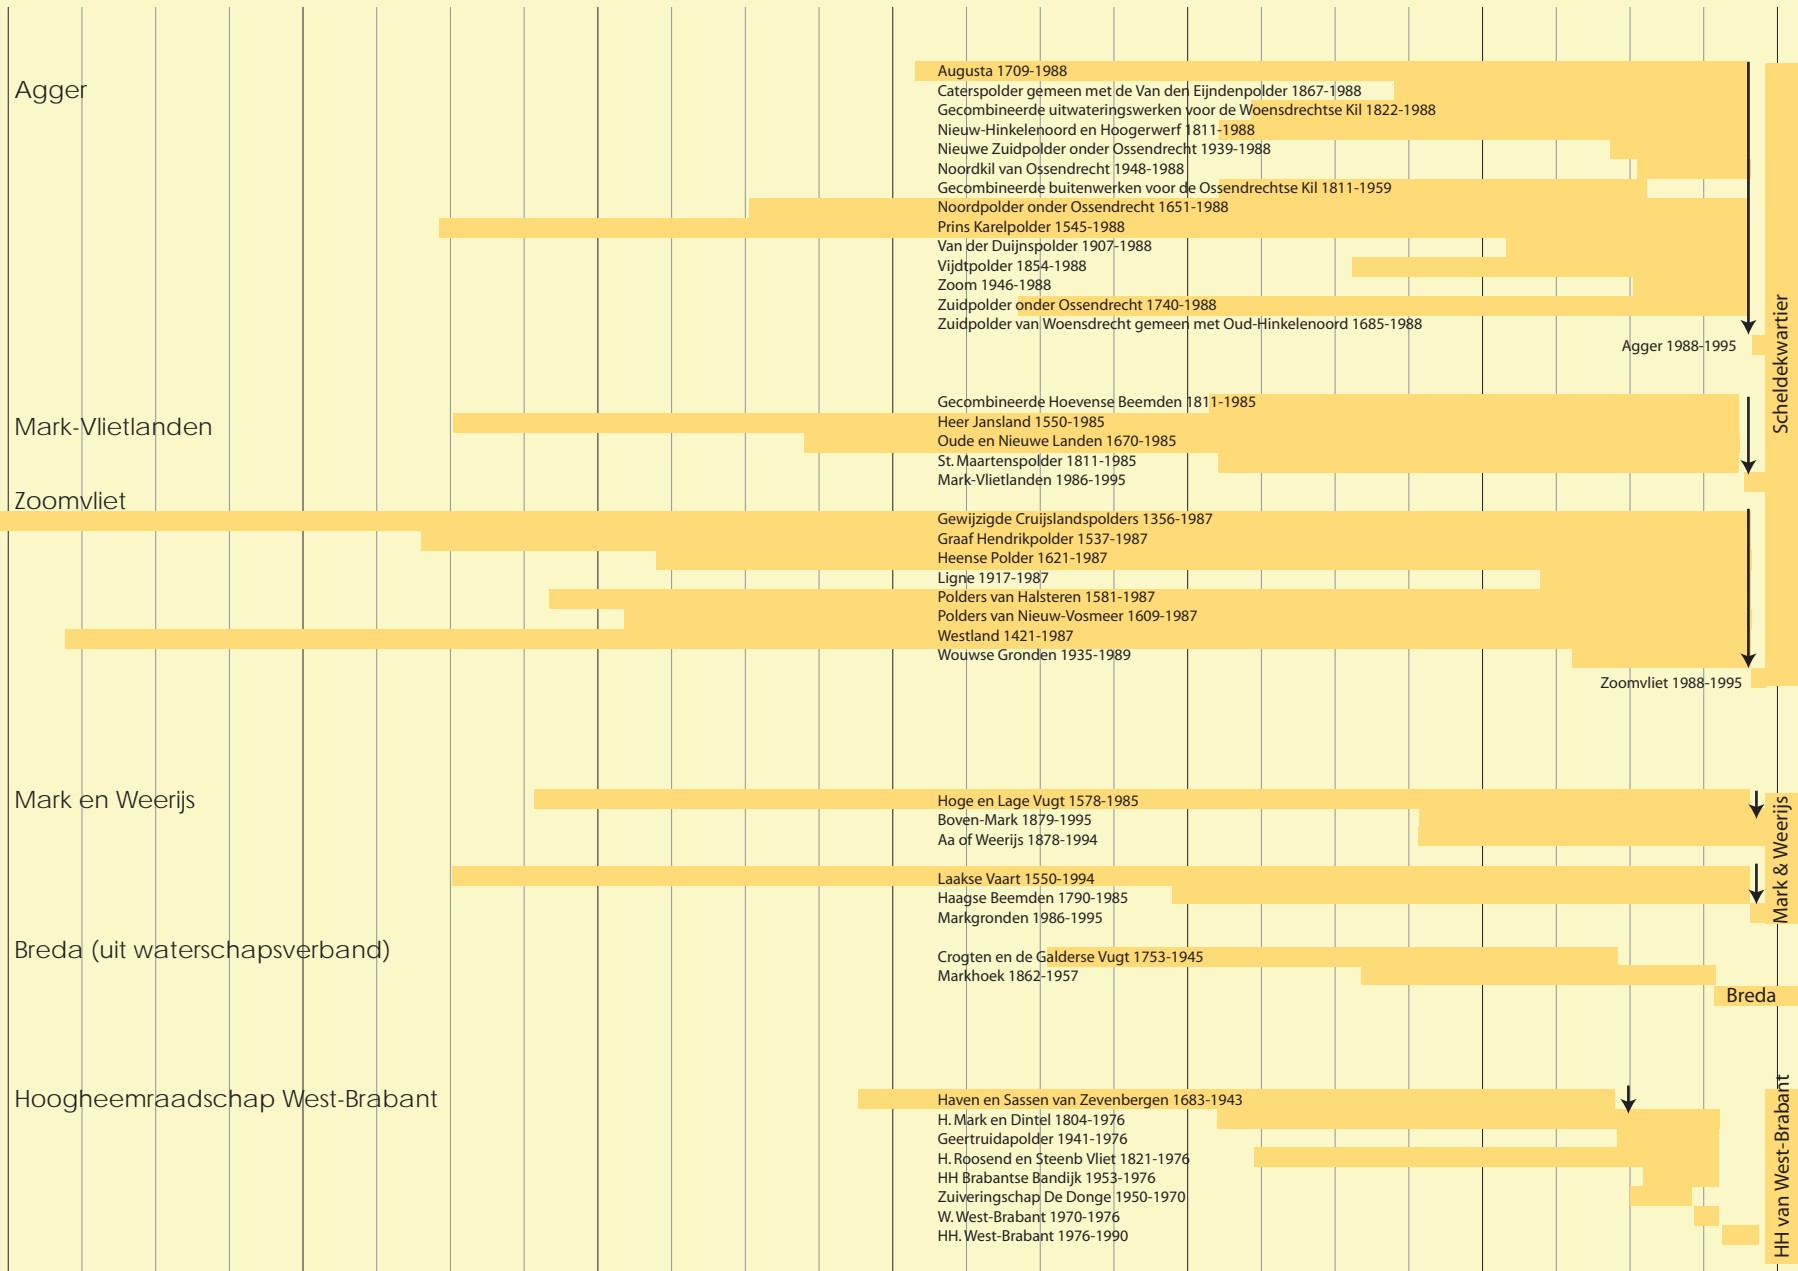 Agger
Augusta 1709-1988
Caterspolder gemeen met de Van den Eijndenpolder 1867-1988
Gecombineerde uitwateringswerken voor de Woensdrechtse Kil 1822-1988
Nieuw-Hinkelenoord en Hoogerwerf 1811-1988
Nieuwe Zuidpolder onder Ossendrecht 1939-1988
Noordkil van Ossendrecht 1948-1988
Gecombineerde buitenwerken voor de Ossendrechtse Kil 1811-1959
Noordpolder onder Ossendrecht 1651-1988
Prins Karelpolder 1545-1988
Van der Duijnspolder 1907-1988
Vijdtpolder 1854-1988
Zoom 1946-1988
Zuidpolder onder Ossendrecht 1740-1988
Zuidpolder van Woensdrecht gemeen met Oud-Hinkelenoord 1685-1988
Agger 1988-1995
Scheldekwartier
Mark-Vlietlanden
Gecombineerde Hoevense Beemden 1811-1985
Heer Jansland 1550-1985
Oude en Nieuwe Landen 1670-1985
St. Maartenspolder 1811-1985
Mark-Vlietlanden 1986-1995
Zoomvliet
Gewijzigde Cruijslandspolders 1356-1987
Graaf Hendrikpolder 1537-1987
Heense Polder 1621-1987
Ligne 1917-1987
Polders van Halsteren 1581-1987
Polders van Nieuw-Vosmeer 1609-1987
Westland 1421-1987
Wouwse Gronden 1935-1989
Zoomvliet 1988-1995
Mark en Weerijs
Hoge en Lage Vugt 1578-1985
Boven-Mark 1879-1995
Aa of Weerijs 1878-1994
Laakse Vaart 1550-1994
Haagse Beemden 1790-1985
Markgronden 1986-1995
Mark & Weerijs
Breda (uit waterschapsverband)
Crogten en de Galderse Vugt 1753-1945
Markhoek 1862-1957
Breda
Hoogheemraadschap West-Brabant
Haven en Sassen van Zevenbergen 1683-1943
H. Mark en Dintel 1804-1976
Geertruidapolder 1941-1976
H. Roosend en Steenb Vliet 1821-1976
HH Brabantse Bandijk 1953-1976
Zuiveringschap De Donge 1950-1970
W. West-Brabant 1970-1976
HH. West-Brabant 1976-1990
HH van West-Brabant